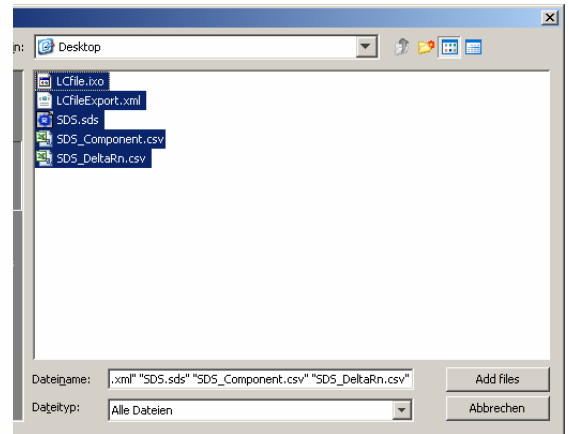 n: Desktop
LCfile.ixo
LCfileExport.xml
SDS.sds
SDS_Component.csv
SDS_DeltaRn.csv
Dateiname: .xml" "SDS.sds" "SDS_Component.csv" "SDS_DeltaRn.csv" Add files
Dateityp: Alle Dateien Abbrechen